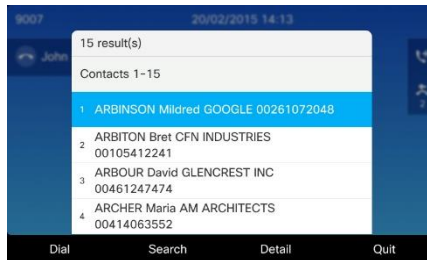 9007 20/02/2015 14:13
John
15 result(s)
Contacts 1-15
1 ARBINSON Mildred GOOGLE 00261072048
2 ARBITON Bret CFN INDUSTRIES
00105412241
3 ARBOUR David GLENCREST INC
00461247474
4 ARCHER Maria AM ARCHITECTS
00414063552
2
Dial Search Detail Quit